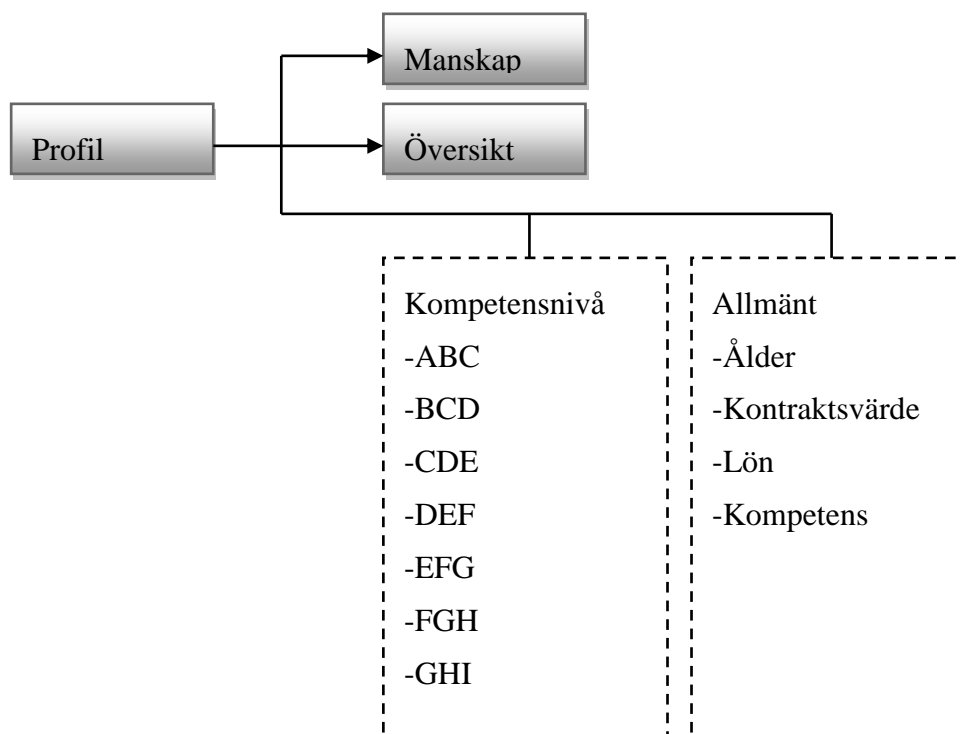 Manskap
Profil
Översikt
Kompetensnivå
-ABC
-BCD
-CDE
-DEF
-EFG
-FGH
-GHI
Allmänt
-Ålder
-Kontraktsvärde
-Lön
-Kompetens